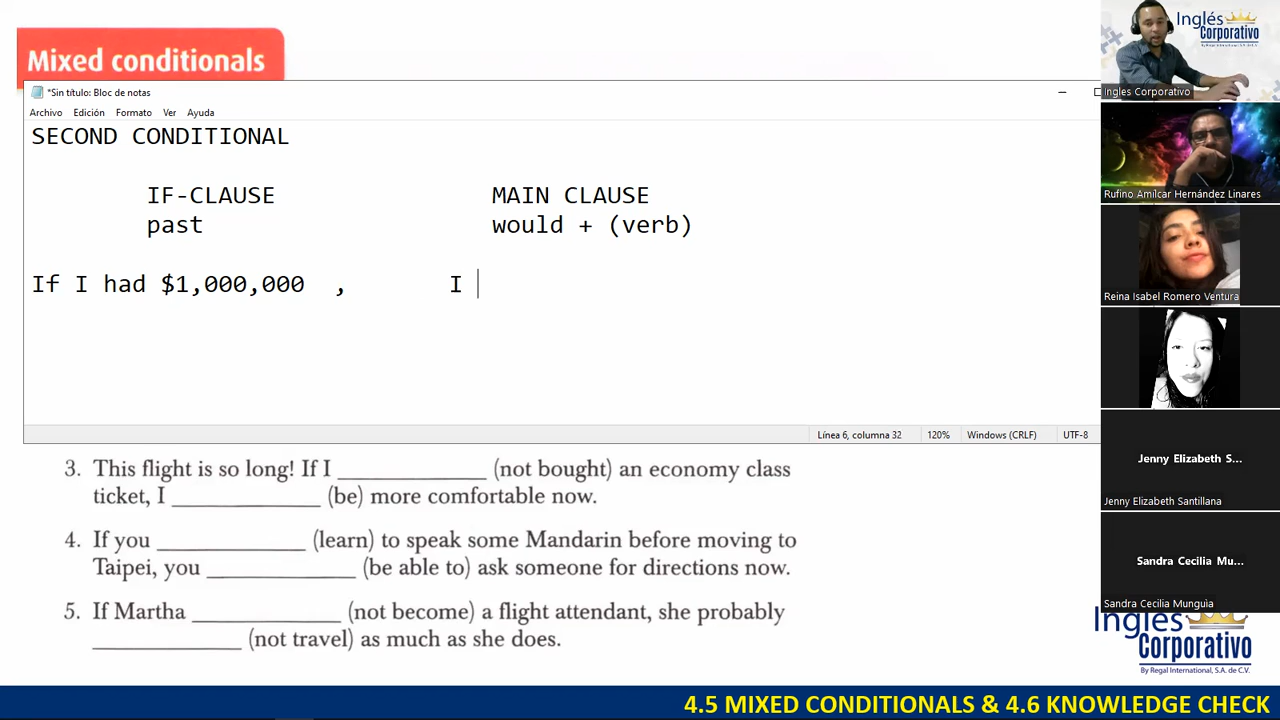 Mixed conditionals
*Sin título: Bloc de notas
Archivo Edición Formato Ver Ayuda
SECOND CONDITIONAL
IF-CLAUSE MAIN CLAUSE
past would + (verb)
If I had $1,000,000 , I
Línea 6, columna 32 120% Windows (CRLF) UTF-8
3. This flight is so long! If I ____________ (not bought) an economy class
ticket, I ____________ (be) more comfortable now.
4. If you ____________ (learn) to speak some Mandarin before moving to
Taipei, you ____________ (be able to) ask someone for directions now.
5. If Martha ____________ (not become) a flight attendant, she probably
____________ (not travel) as much as she does.
Inglés
Corporativo
By Regal International, S.A. de C.V.
Ingles Corporativo
Rufino Amílcar Hernández Linares
Reina Isabel Romero Ventura
Jenny Elizabeth S...
Jenny Elizabeth Santillana
Sandra Cecilia Mu...
Sandra Cecilia Munguia
Inglés
Corporativo
By Regal International, S.A. de C.V.
4.5 MIXED CONDITIONALS & 4.6 KNOWLEDGE CHECK